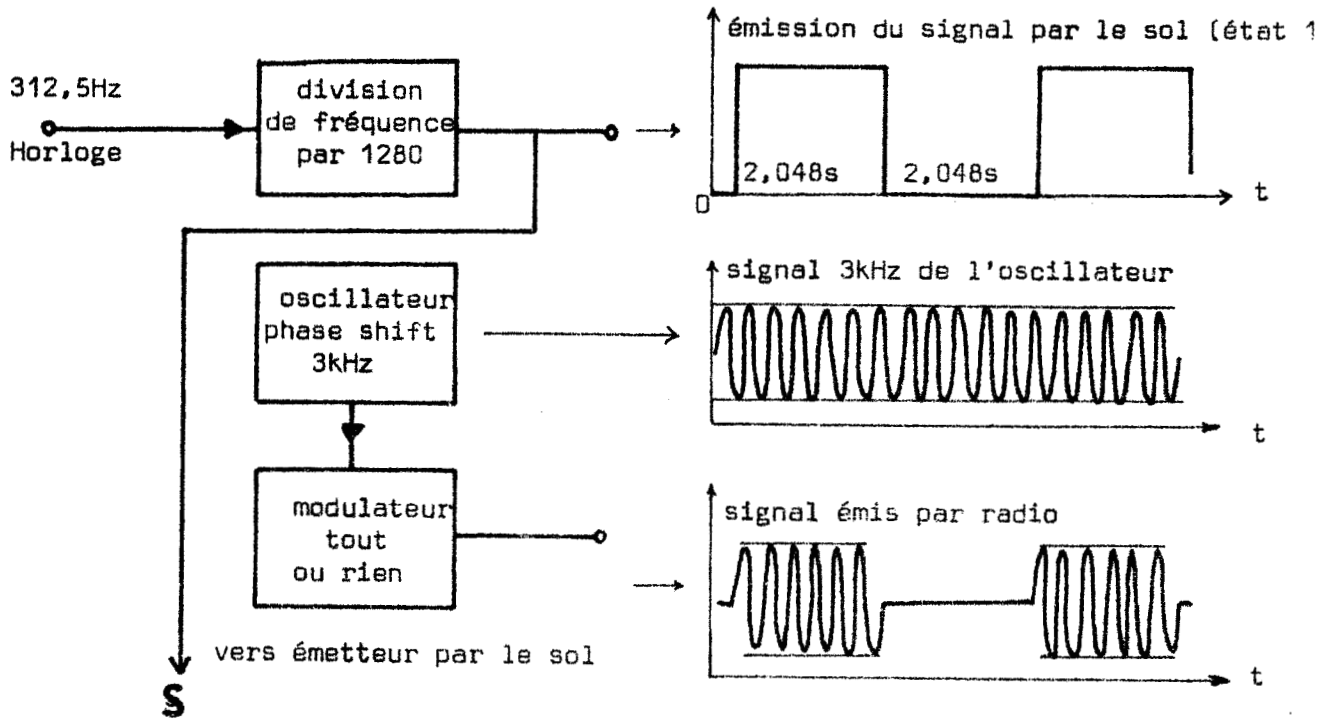 émission du signal par le sol (état 1
312,5Hz
Horloge
division
de fréquence
par 1280
2,048s
2,048s
0
t
oscillateur
phase shift
3kHz
signal 3kHz de l'oscillateur
t
modulateur
tout
ou rien
signal émis par radio
t
vers émetteur par le sol
S